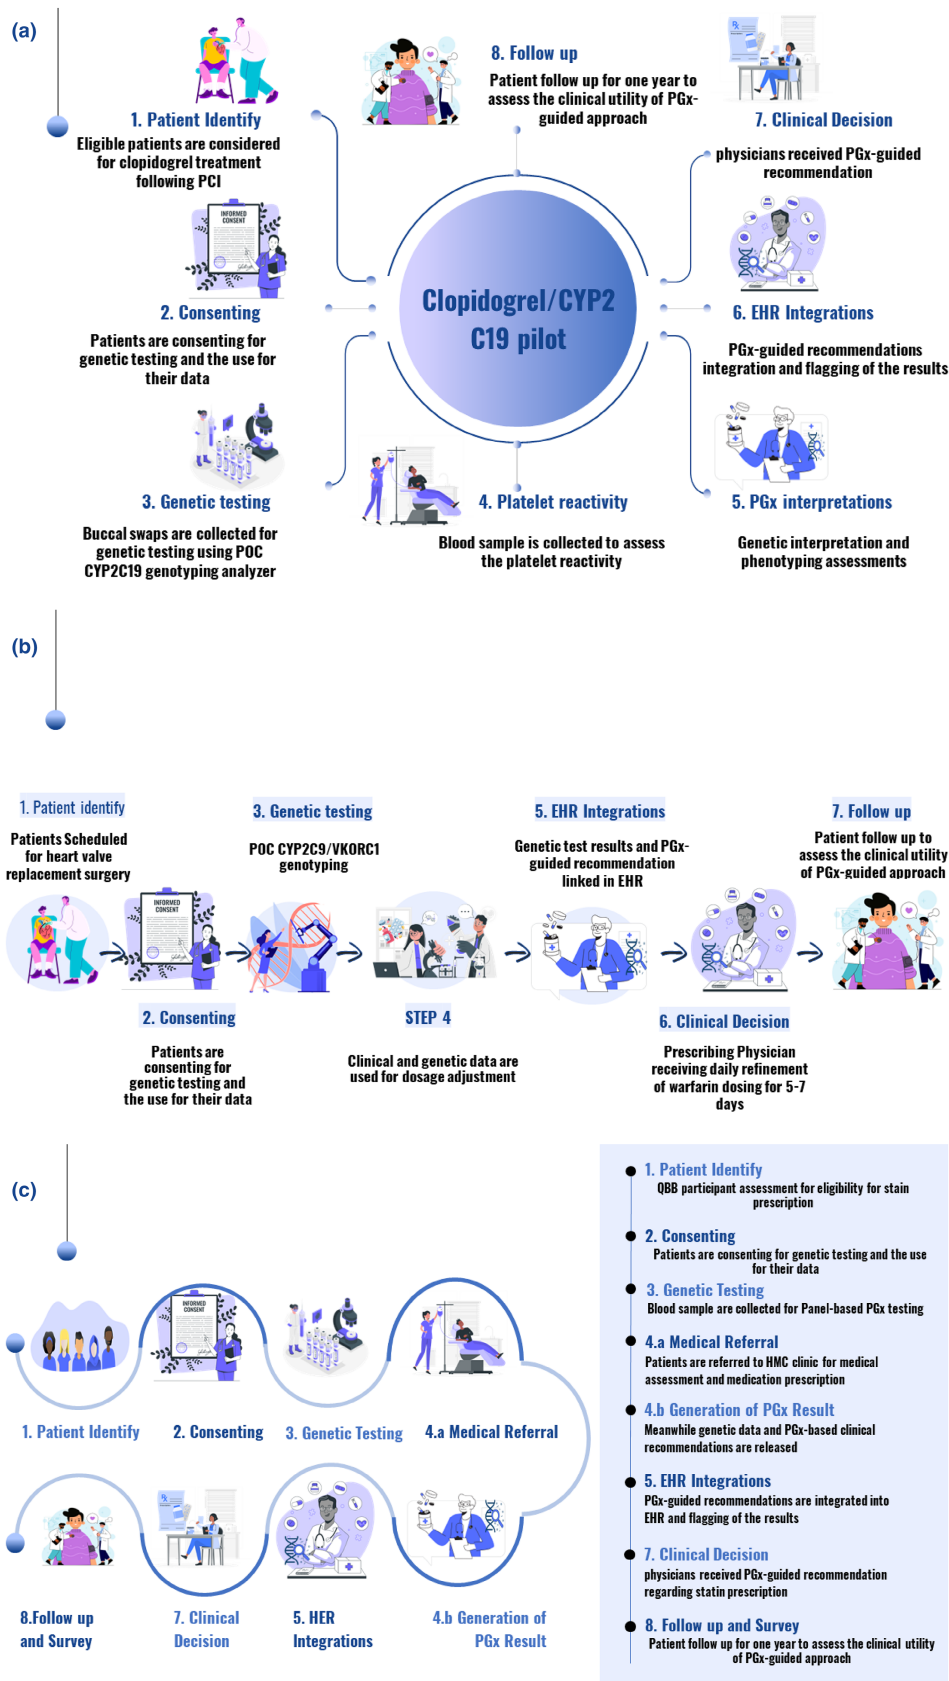 (a)
1. Patient Identify
Eligible patients are considered
for clopidogrel treatment
following PCI
INFORMED
CONSENT
2. Consenting
Patients are consenting for
genetic testing and the use for
their data
3. Genetic testing
Buccal swaps are collected for
genetic testing using POC
CYP2C19 genotyping analyzer
8. Follow up
Patient follow up for one year to
assess the clinical utility of PGx-
guided approach
Clopidogrel/CYP2
C19 pilot
4. Platelet reactivity
Blood sample is collected to assess
the platelet reactivity
7. Clinical Decision
physicians received PGx-guided
recommendation
6. EHR Integrations
PGx-guided recommendations
integration and flagging of the results
5. PGx interpretations
Genetic interpretation and
phenotyping assessments
(b)
1. Patient identify
Patients Scheduled
for heart valve
replacement surgery
INFORMED
CONSENT
2. Consenting
Patients are
consenting for
genetic testing and
the use for their data
3. Genetic testing
POC CYP2C9/VKORC1
genotyping
STEP 4
Clinical and genetic data are
used for dosage adjustment
5. EHR Integrations
Genetic test results and PGx-
guided recommendation
linked in EHR
6. Clinical Decision
Prescribing Physician
receiving daily refinement
of warfarin dosing for 5-7
days
7. Follow up
Patient follow up to
assess the clinical utility
of PGx-guided approach
(c)
INFORMED
CONSENT
1. Patient Identify
2. Consenting
3. Genetic Testing
4.a Medical Referral
8.Follow up
and Survey
7. Clinical
Decision
5. HER
Integrations
4.b Generation of
PGx Result
1. Patient Identify
QBB participant assessment for eligibility for stain
prescription
2. Consenting
Patients are consenting for genetic testing and the use
for their data
3. Genetic Testing
Blood sample are collected for Panel-based PGx testing
4.a Medical Referral
Patients are referred to HMC clinic for medical
assessment and medication prescription
4.b Generation of PGx Result
Meanwhile genetic data and PGx-based clinical
recommendations are released
5. EHR Integrations
PGx-guided recommendations are integrated into
EHR and flagging of the results
7. Clinical Decision
physicians received PGx-guided recommendation
regarding statin prescription
8. Follow up and Survey
Patient follow up for one year to assess the clinical utility
of PGx-guided approach